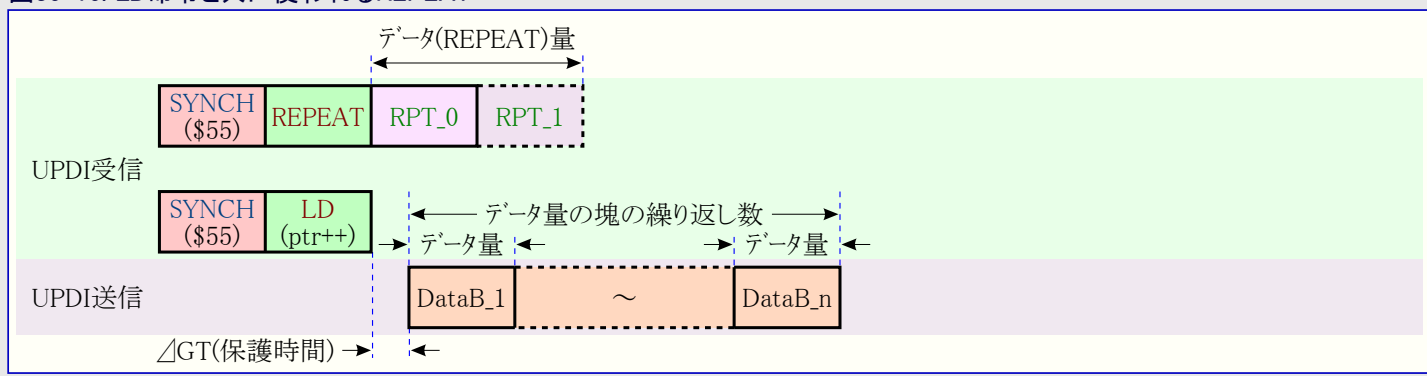 データ(REPEAT)量
SYNCH
($55)
REPEAT
RPT_0
RPT_1
UPDI受信
SYNCH
($55)
LD
(ptr++)
データ量の塊の繰り返し数
データ量
データ量
UPDI送信
DataB_1
～
DataB_n
⊿GT(保護時間)